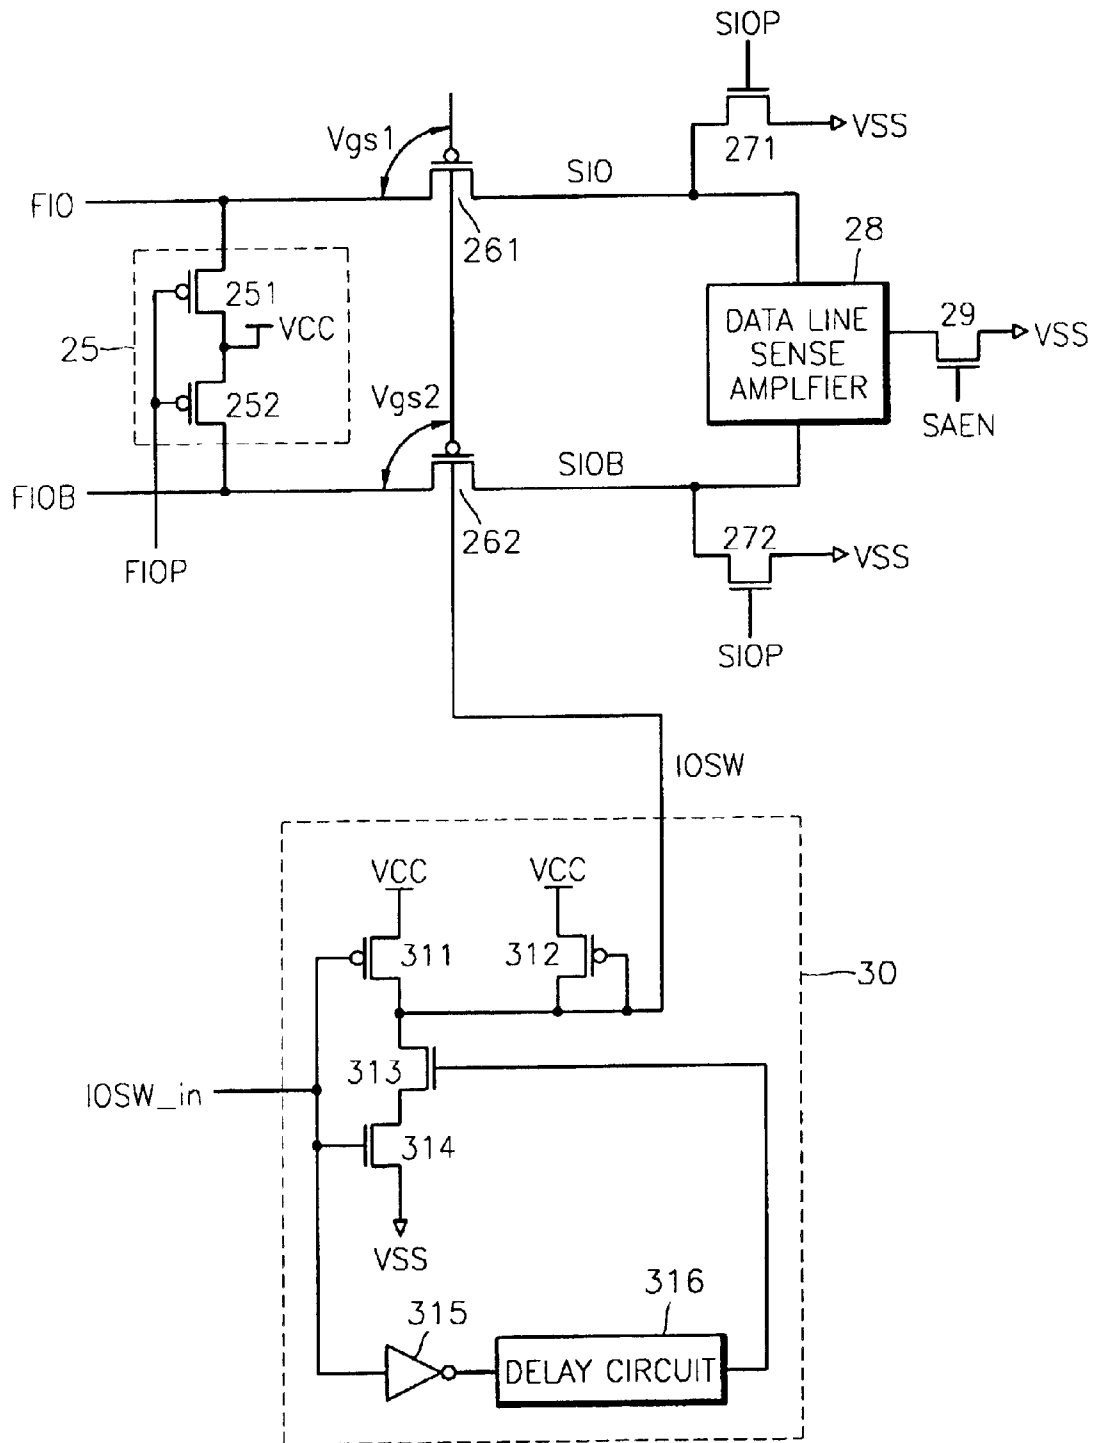 SIOP
Vgs1
VSS
271
SIO
FIO
261
28
251
VCC
25
DATA LINE
SENSE
AMPLFIER
29
VSS
252
Vgs2
SAEN
SIOB
FIOB
262
272
VSS
FIOP
SIOP
IOSW
VCC
VCC
311
312
30
313
IOSW_in
314
VSS
316
315
DELAY CIRCUIT